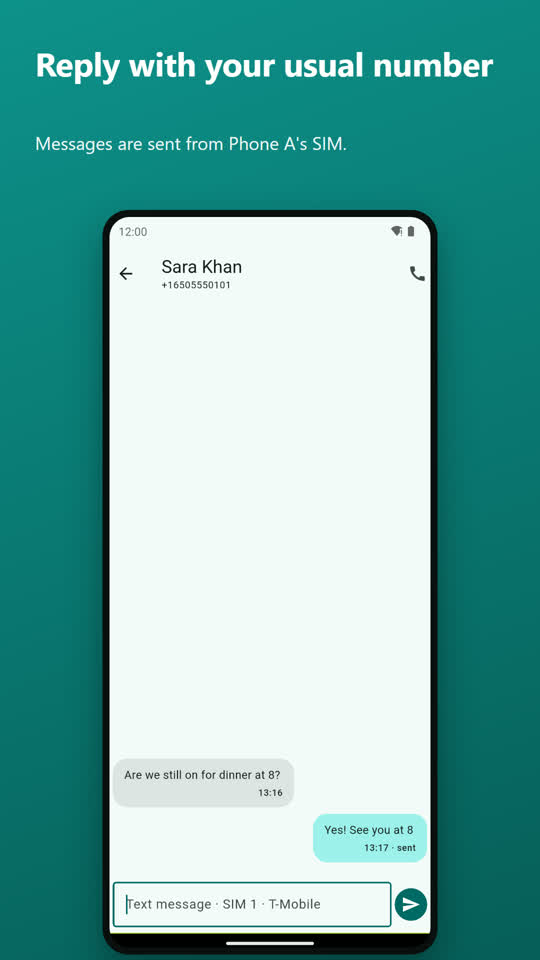 Reply with your usual number
Messages are sent from Phone A's SIM.
12:00
Sara Khan
+16505550101
Are we still on for dinner at 8?
13:16
Yes! See you at 8
13:17 · sent
Text message · SIM 1 · T-Mobile